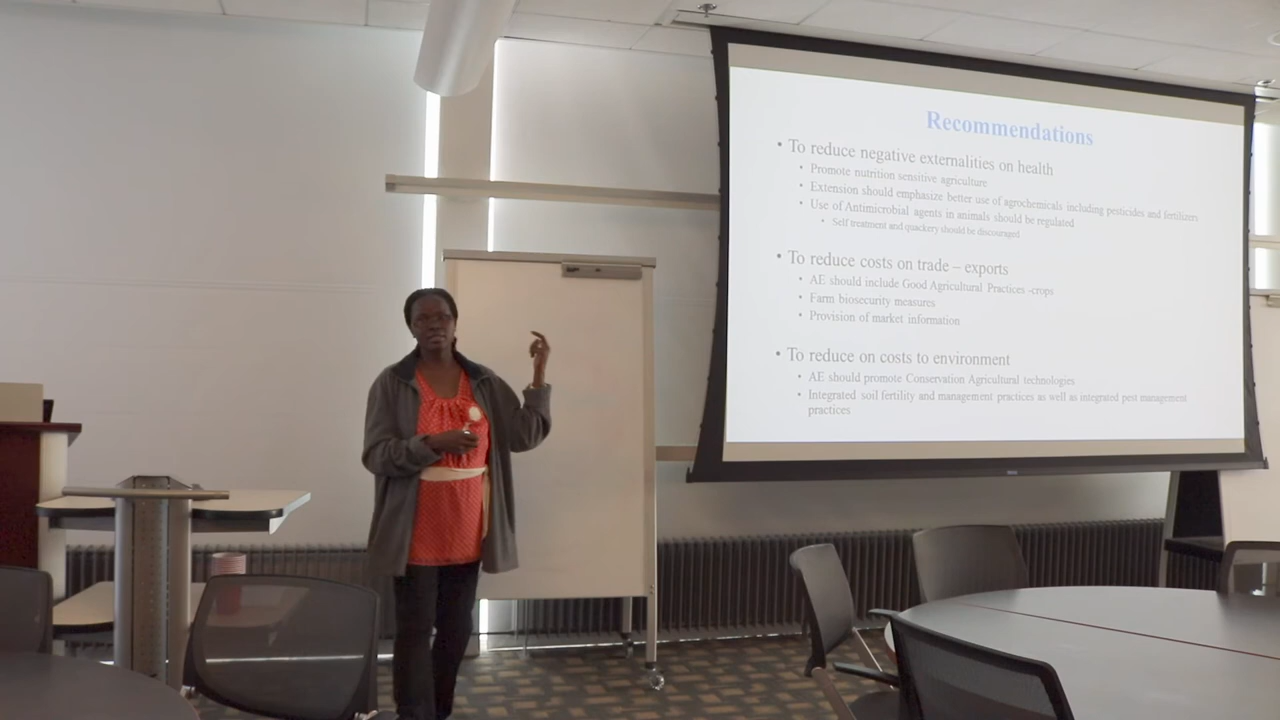 Recommendations
• To reduce negative externalities on health
• Promote nutrition sensitive agriculture
• Extension should emphasize better use of agrochemicals including pesticides and fertilizers
• Use of Antimicrobial agents in animals should be regulated
• Self treatment and quackery should be discouraged
• To reduce costs on trade – exports
• AE should include Good Agricultural Practices -crops
• Farm biosecurity measures
• Provision of market information
• To reduce on costs to environment
• AE should promote Conservation Agricultural technologies
• Integrated soil fertility and management practices as well as integrated pest management
practices